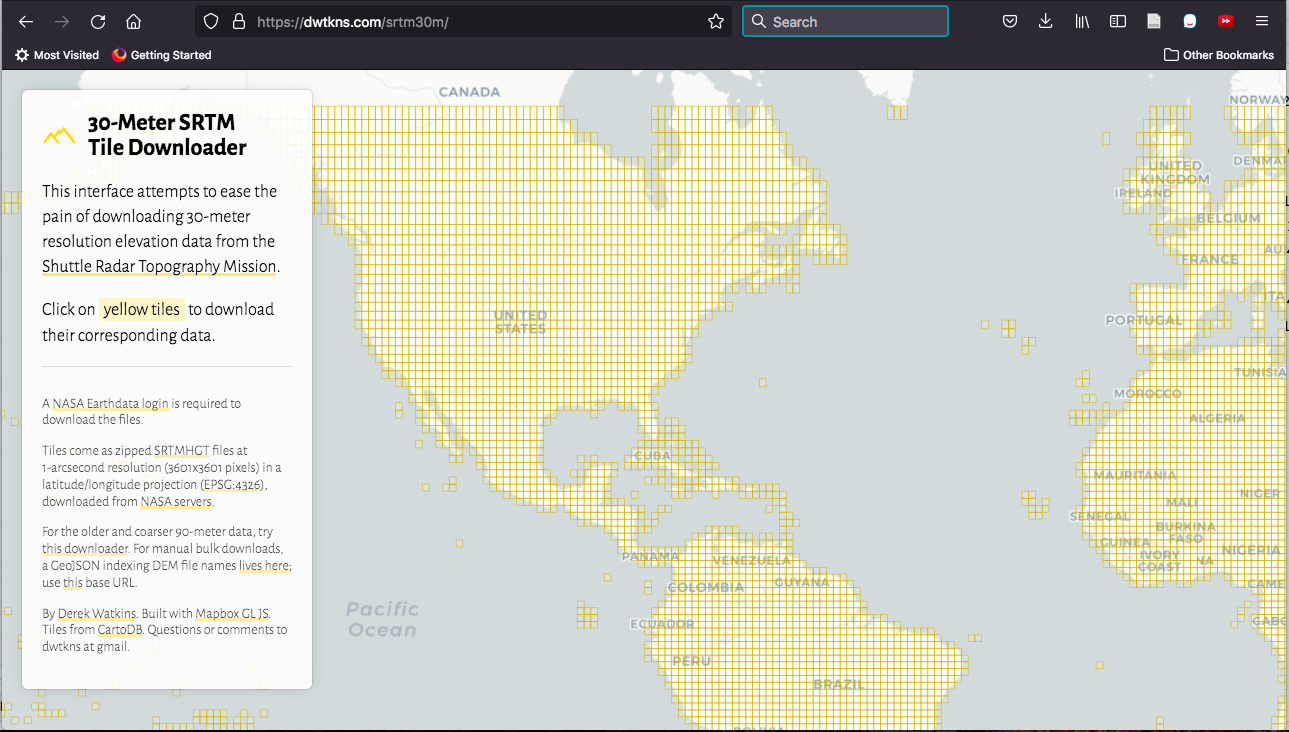 https://dwtkns.com/srtm30m/
Search
Most Visited
Getting Started
Other Bookmarks
30-Meter SRTM
Tile Downloader
This interface attempts to ease the
pain of downloading 30-meter
resolution elevation data from the
Shuttle Radar Topography Mission.
Click on yellow tiles to download
their corresponding data.
A NASA Earthdata login is required to
download the files.
Tiles come as zipped SRTMHGT files at
1-arcsecond resolution (3601x3601 pixels) in a
latitude/longitude projection (EPSG:4326),
downloaded from NASA servers.
For the older and coarser 90-meter data, try
this downloader. For manual bulk downloads,
a GeoJSON indexing DEM file names lives here;
use this base URL.
By Derek Watkins. Built with Mapbox GL JS.
Tiles from CartoDB. Questions or comments to
dwtkns at gmail.
CANADA
NORWAY
UNITED
KINGDOM
DENMA
IRELAND
BELGIUM
AU
FRANCE
ITA
UNITED
STATES
PORTUGAL
TUNISIA
MOROCCO
ALGERIA
CUBA
MAURITANIA
MALI
NIGER
SENEGAL
BURKINA
FASO
GUINEA
IVORY
COAST
NA
NIGERIA
PANAMA
VENEZUELA
COLOMBIA
GUYANA
CAME
Pacific
Ocean
ECUADOR
GABO
PERU
BRAZIL